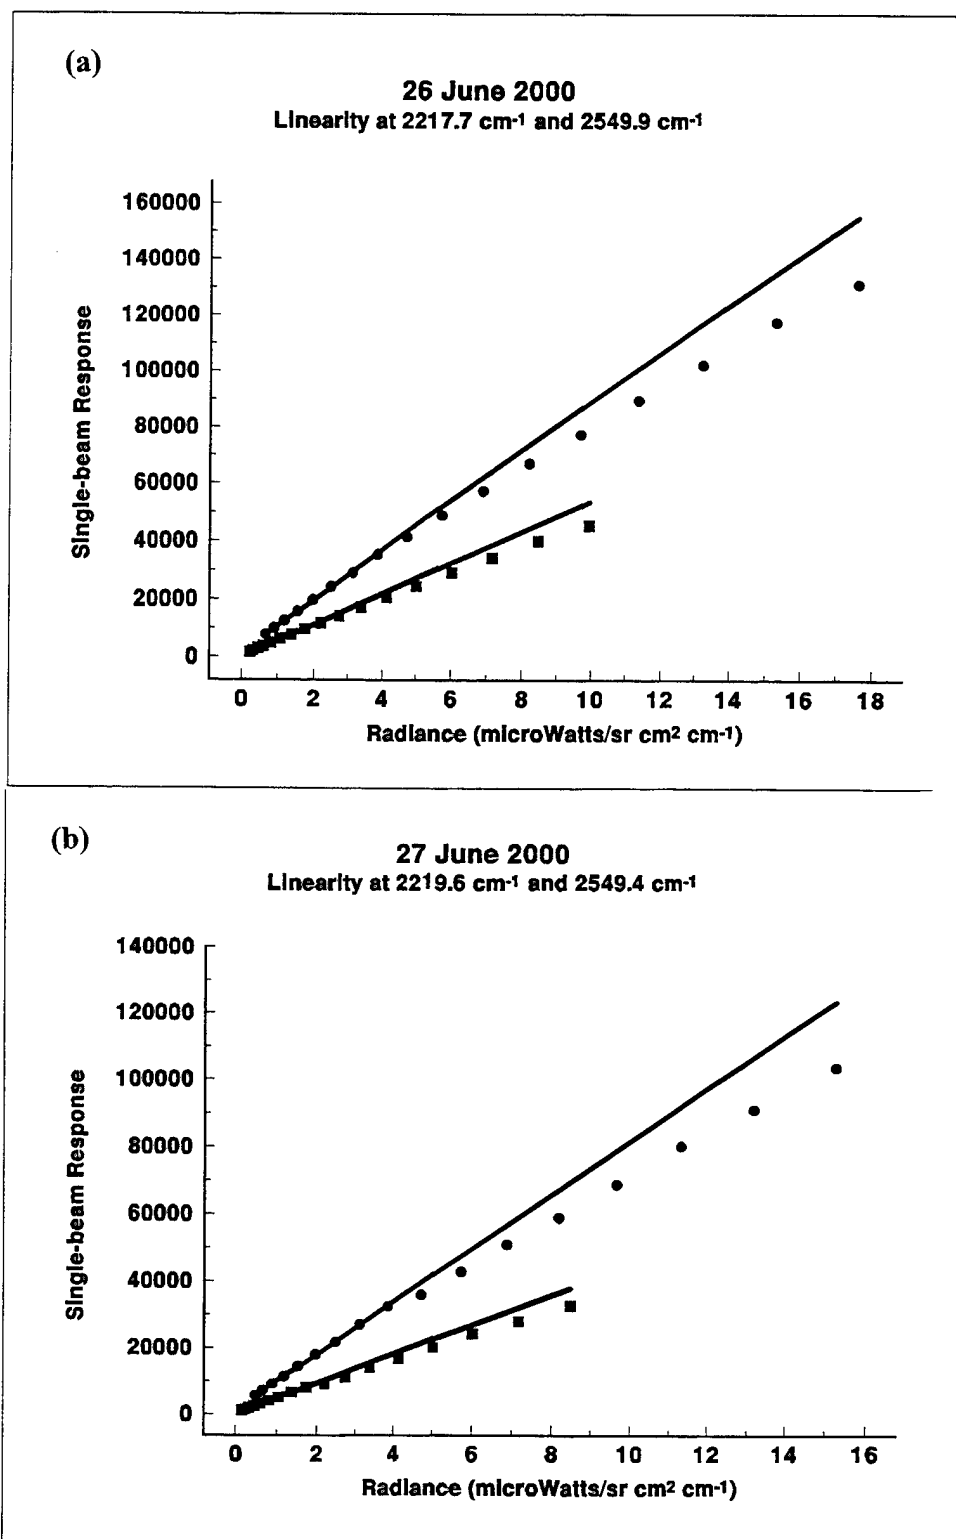 (a)
26 June 2000
Linearity at 2217.7 cm-1 and 2549.9 cm-1
160000
140000
120000
100000
80000
60000
40000
20000
0
Single-beam Response
0 2 4 6 8 10 12 14 16 18
Radiance (microWatts/sr cm2 cm-1)
(b)
27 June 2000
Linearity at 2219.6 cm-1 and 2549.4 cm-1
140000
120000
100000
80000
60000
40000
20000
0
Single-beam Response
0 2 4 6 8 10 12 14 16
Radiance (microWatts/sr cm2 cm-1)